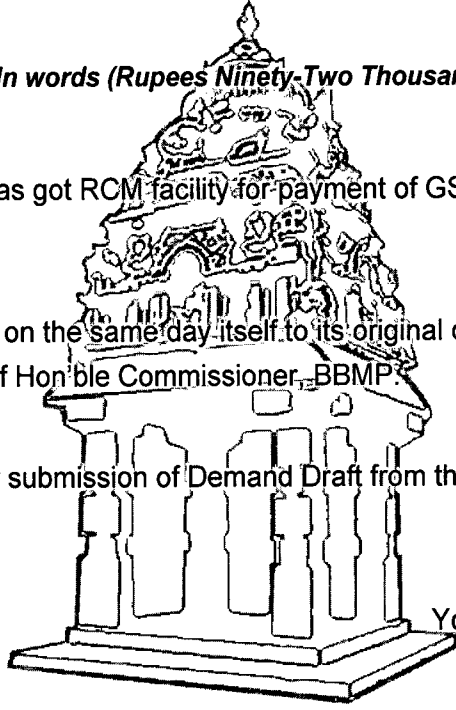 In words (Rupees Ninety-Two Thousan
as got RCM facility for payment of GS
on the same day itself to its original
f Hon'ble Commissioner, BBMP.
submission of Demand Draft from th
Yo